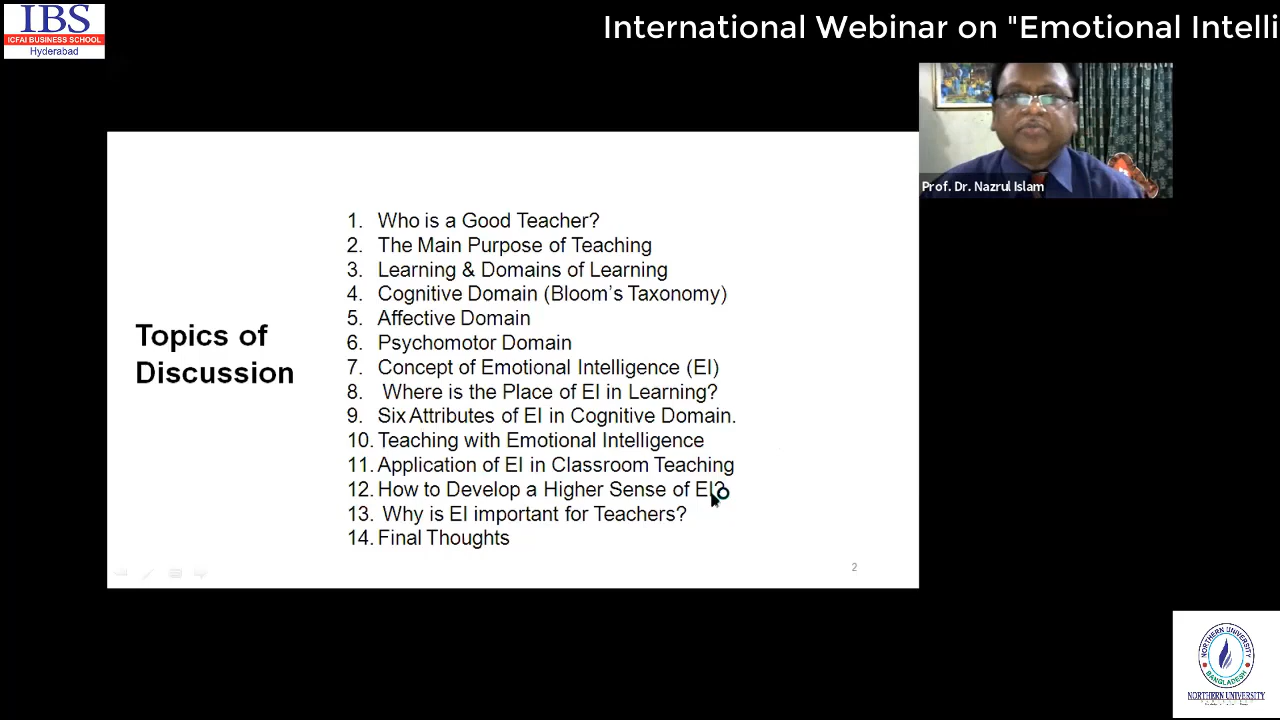 IBS
ICFAI BUSINESS SCHOOL
Hyderabad
International Webinar on "Emotional Intelli
Prof. Dr. Nazrul Islam
Topics of
Discussion
1. Who is a Good Teacher?
2. The Main Purpose of Teaching
3. Learning & Domains of Learning
4. Cognitive Domain (Bloom's Taxonomy)
5. Affective Domain
6. Psychomotor Domain
7. Concept of Emotional Intelligence (EI)
8. Where is the Place of EI in Learning?
9. Six Attributes of EI in Cognitive Domain.
10. Teaching with Emotional Intelligence
11. Application of EI in Classroom Teaching
12. How to Develop a Higher Sense of EI?
13. Why is EI important for Teachers?
14. Final Thoughts
2
NORTHERN UNIVERSITY
BANGLADESH
NORTHERN UNIVERSITY